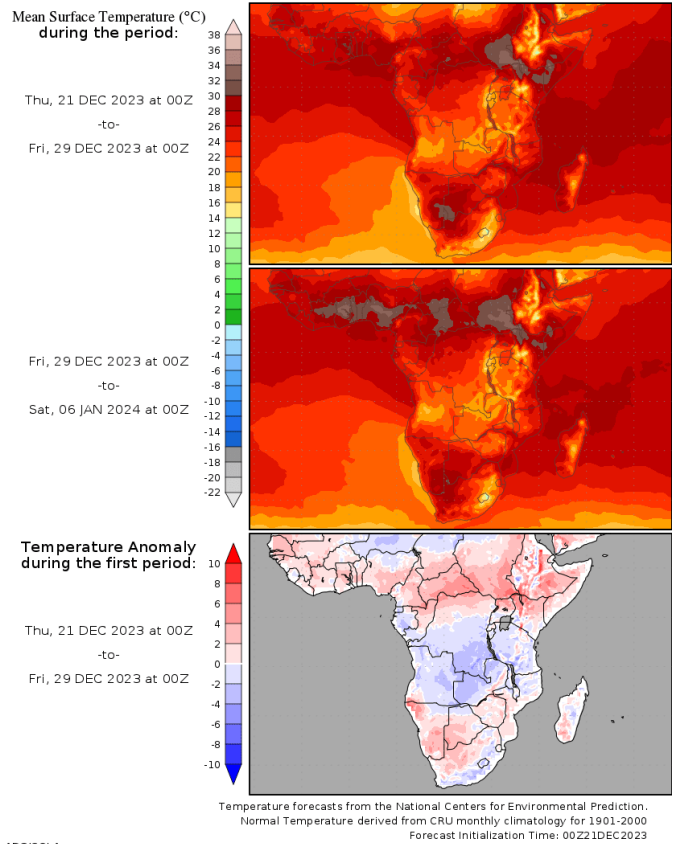 Mean Surface Temperature (°C)
during the period:
38
36
34
32
30
28
26
24
22
20
18
16
14
12
10
8
6
4
2
0
-2
-4
-6
-8
-10
-12
-14
-16
-18
-20
-22
Thu, 21 DEC 2023 at 00Z
-to-
Fri, 29 DEC 2023 at 00Z
Fri, 29 DEC 2023 at 00Z
-to-
Sat, 06 JAN 2024 at 00Z
Temperature Anomaly
during the first period:
10
8
6
4
2
0
-2
-4
-6
-8
-10
Thu, 21 DEC 2023 at 00Z
-to-
Fri, 29 DEC 2023 at 00Z
Temperature forecasts from the National Centers for Environmental Prediction.
Normal Temperature derived from CRU monthly climatology for 1901-2000
Forecast Initialization Time: 00Z21DEC2023